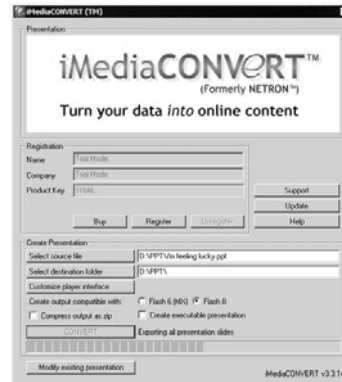 iMediaCONVERT (TM)
Presentation
iMediaCONVERT™
(Formerly NETRON™)
Turn your data into online content
Registration
Name Trial Mode
Company Trial Mode
Product Key TRIAL
Support
Update
Buy Register Unregister Help
Create Presentation
Select source file D:\PPT\I'm feeling lucky.ppt
Select destination folder D:\PPT\
Customize player interface
Create output compatible with: Flash 6 (MX) Flash 8
Compress output as zip Create executable presentation
CONVERT Exporting all presentation slides
Modify existing presentation
iMediaCONVERT v3.3.1